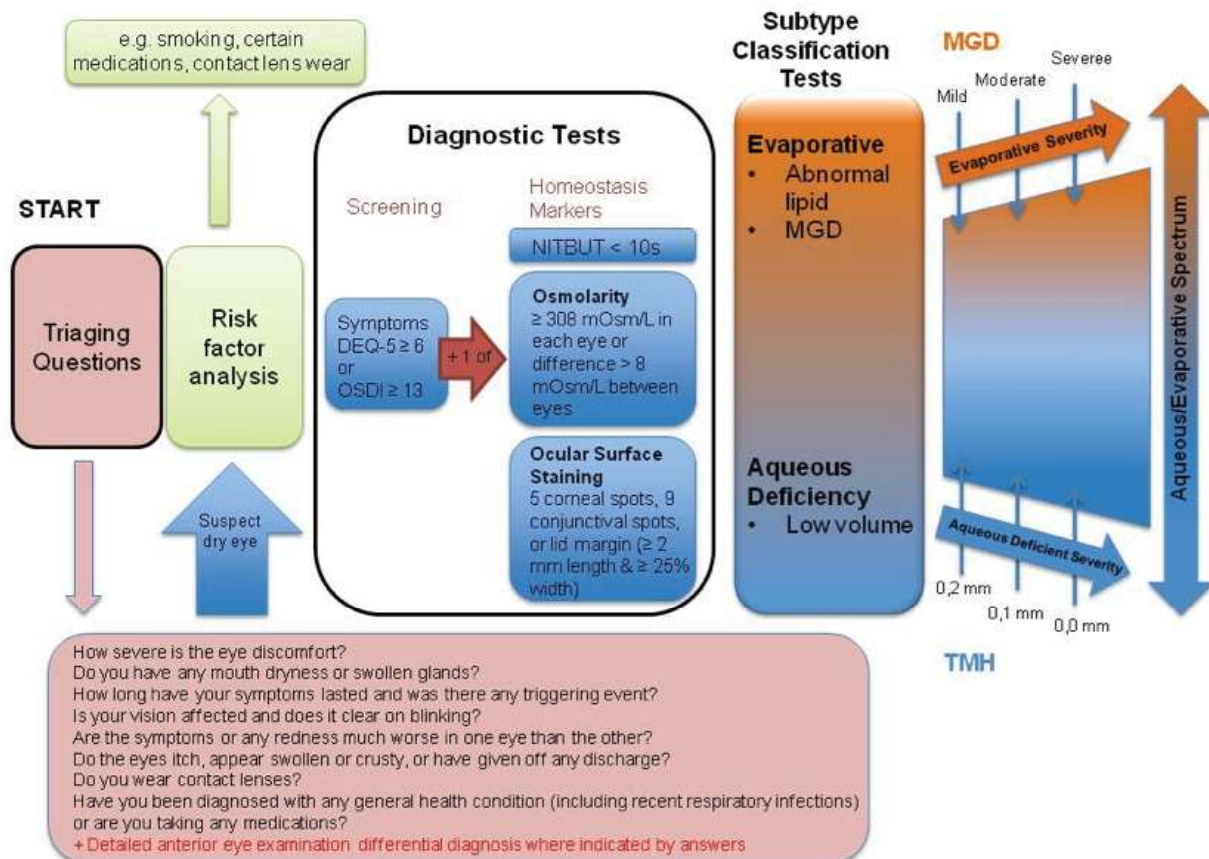 e.g. smoking, certain
medications, contact lens wear
START
Triaging
Questions
Risk
factor
analysis
Suspect
dry eye
Diagnostic Tests
Screening
Homeostasis
Markers
NITBUT < 10s
Symptoms
DEQ-5 ≥ 6
or
OSDI ≥ 13
+ 1 of
Osmolarity
≥ 308 mOsm/L in
each eye or
difference > 8
mOsm/L between
eyes
Ocular Surface
Staining
5 corneal spots, 9
conjunctival spots,
or lid margin (≥ 2
mm length & ≥ 25%
width)
Subtype
Classification
Tests
Evaporative
• Abnormal
lipid
• MGD
Aqueous
Deficiency
• Low volume
MGD
Mild
Moderate
Severee
Evaporative Severity
Aqueous Deficient Severity
0,2 mm
0,1 mm
0,0 mm
TMH
Aqueous/Evaporative Spectrum
How severe is the eye discomfort?
Do you have any mouth dryness or swollen glands?
How long have your symptoms lasted and was there any triggering event?
Is your vision affected and does it clear on blinking?
Are the symptoms or any redness much worse in one eye than the other?
Do the eyes itch, appear swollen or crusty, or have given off any discharge?
Do you wear contact lenses?
Have you been diagnosed with any general health condition (including recent respiratory infections)
or are you taking any medications?
+ Detailed anterior eye examination differential diagnosis where indicated by answers